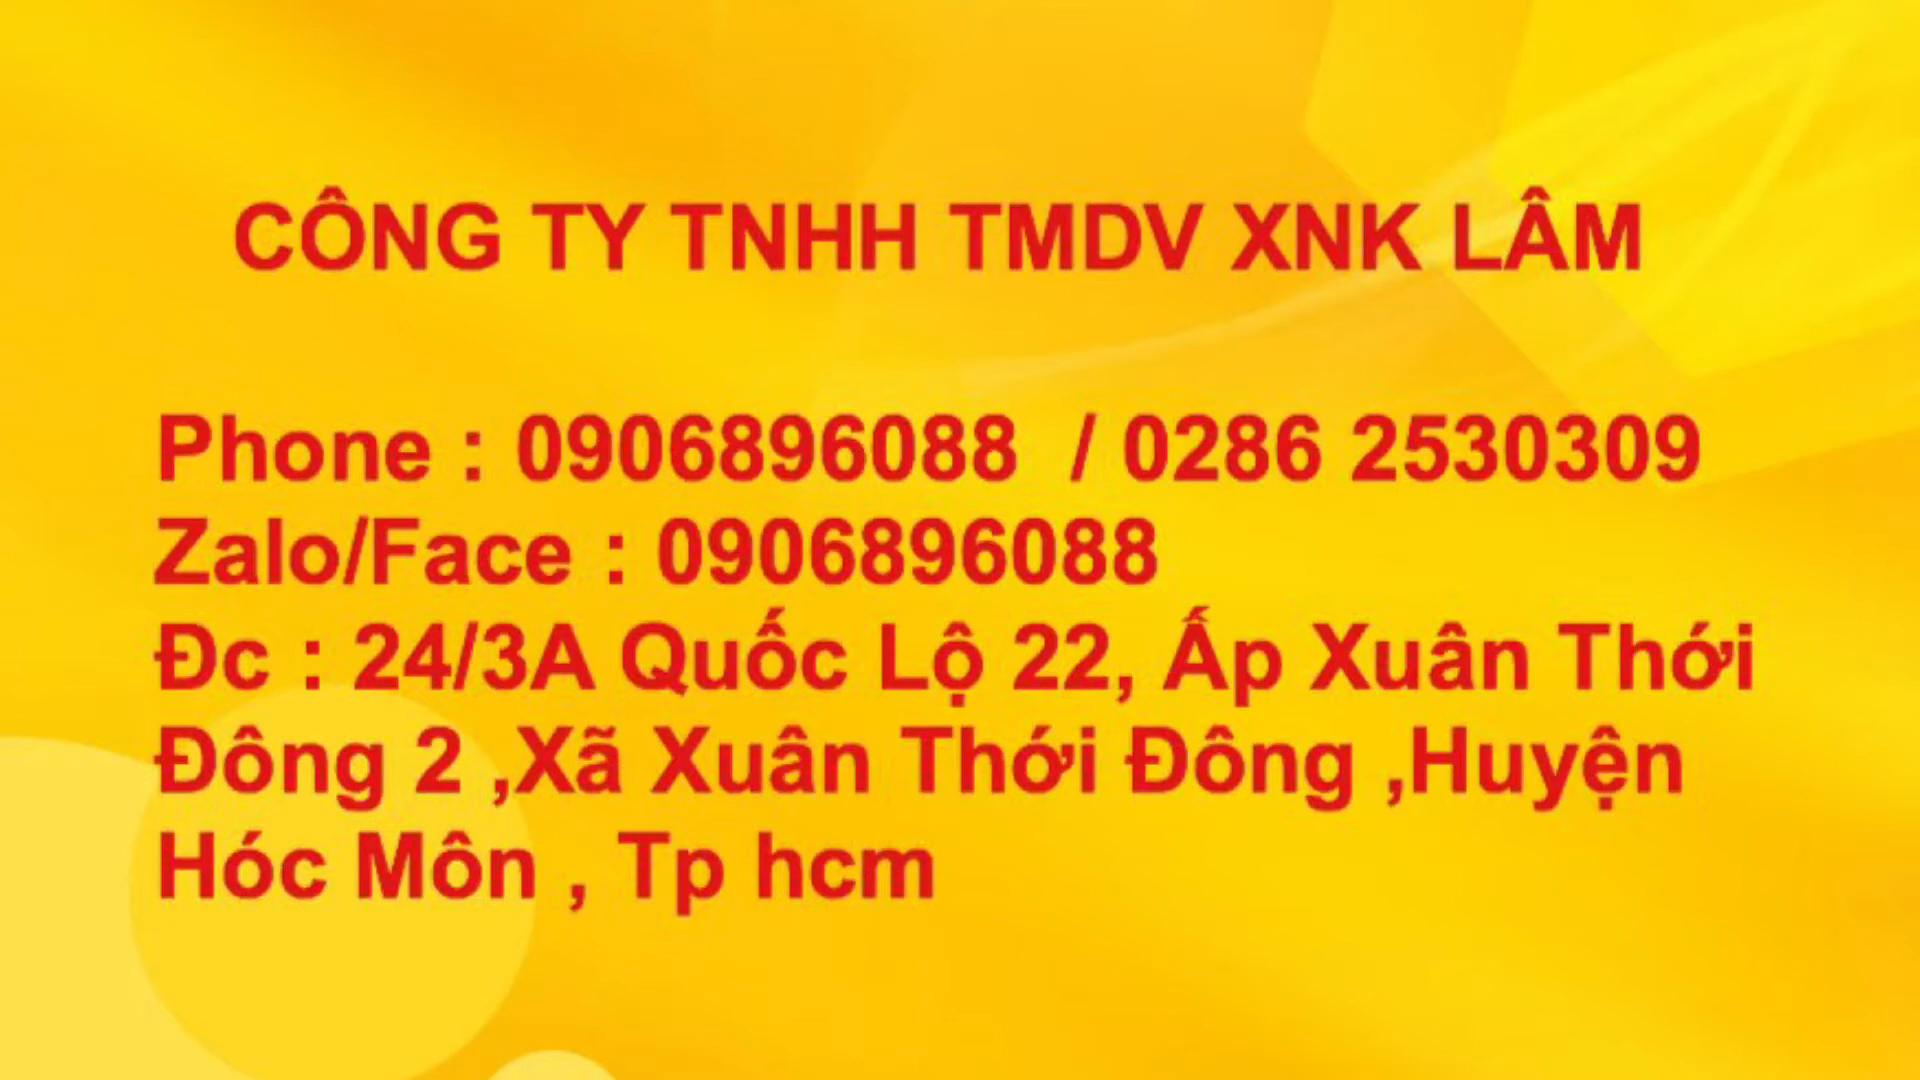 CÔNG TY TNHH TMDV XNK LÂM
Phone : 0906896088 / 0286 2530309
Zalo/Face : 0906896088
Đc : 24/3A Quốc Lộ 22, Ấp Xuân Thới
Đông 2 ,Xã Xuân Thới Đông ,Huyện
Hóc Môn , Tp hcm